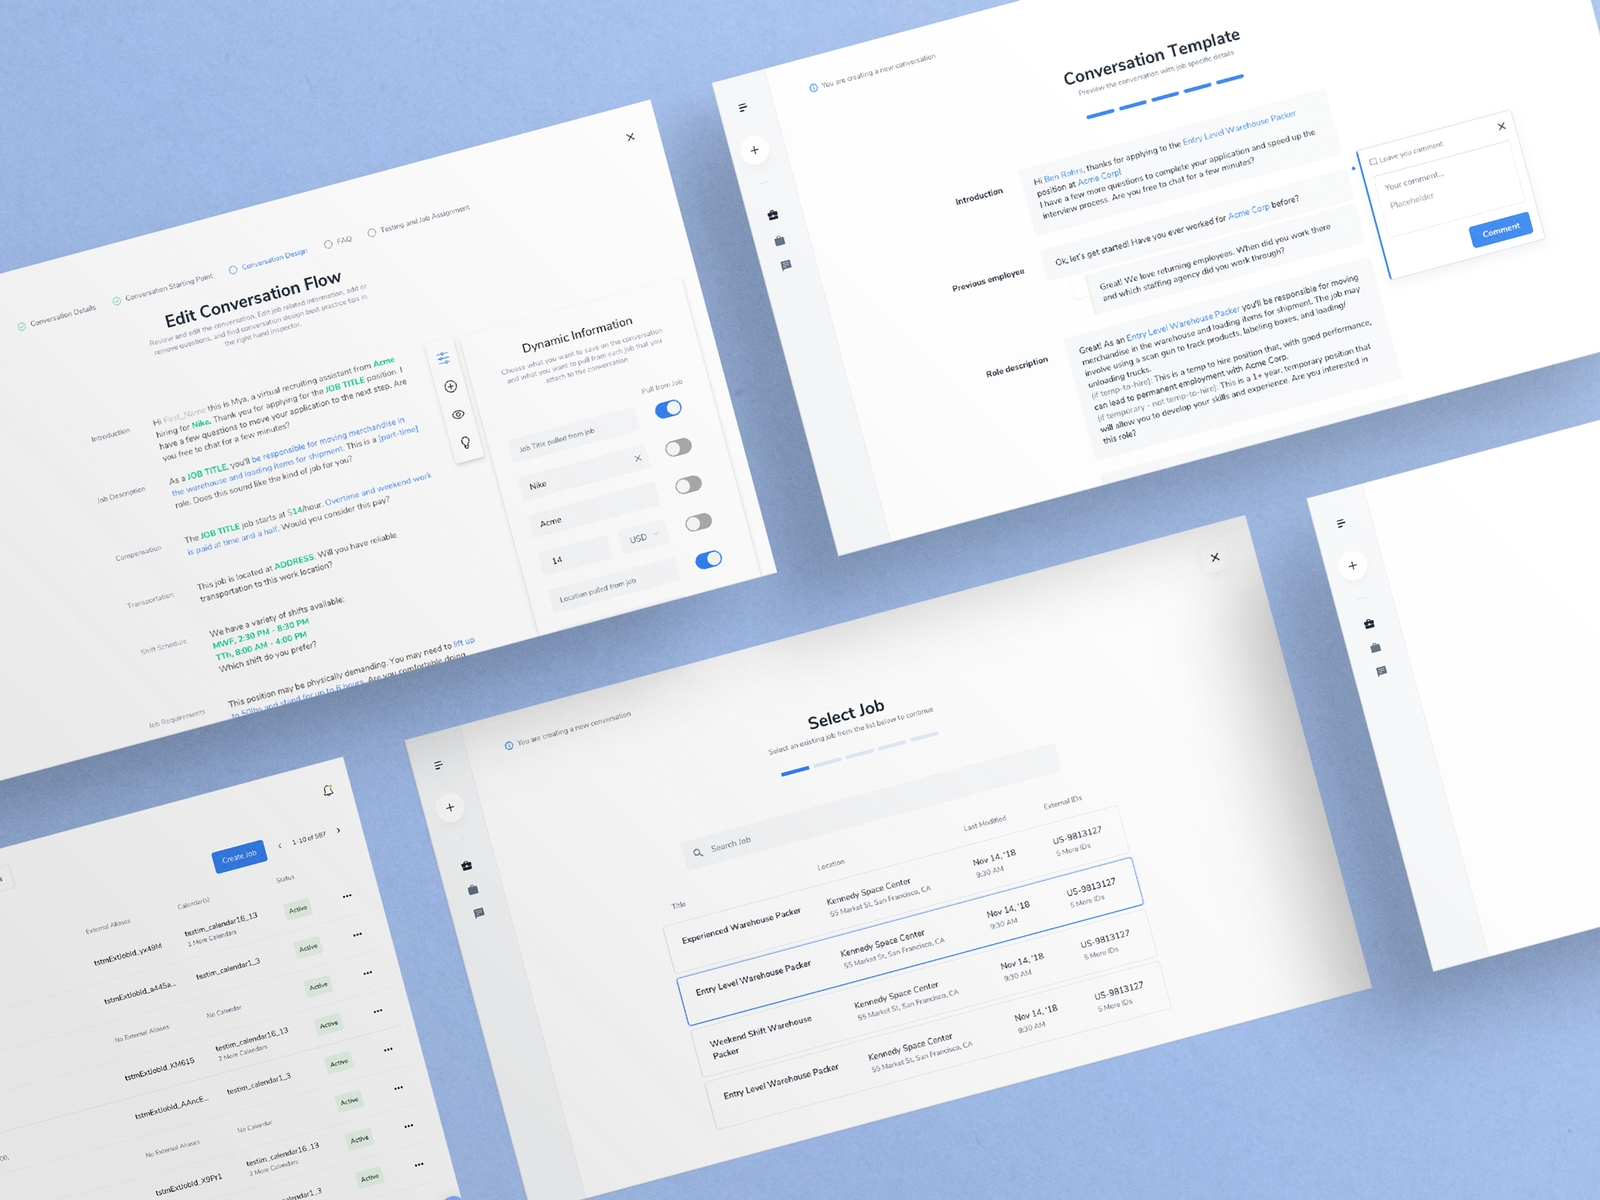 Conversation Details
Conversation Starting Point
Conversation Design
FAQ
Testing and Job Assignment
Edit Conversation Flow
Review and edit the conversation. Edit job related information, add or
remove questions, and find conversation design best practice tips in
the right hand inspector.
Introduction
Hi First_Name this is Mya, a virtual recruiting assistant from Acme
hiring for Nike. Thank you for applying for the JOB TITLE position. I
have a few questions to move your application to the next step. Are
you free to chat for a few minutes?
Job Description
As a JOB TITLE, you'll be responsible for moving merchandise in
the warehouse and loading items for shipment. This is a [part-time]
role. Does this sound like the kind of job for you?
Compensation
The JOB TITLE job starts at $14/hour. Overtime and weekend work
is paid at time and a half. Would you consider this pay?
Transportation
This job is located at ADDRESS. Will you have reliable
transportation to this work location?
Shift Schedule
We have a variety of shifts available:
MWF, 2:30 PM - 8:30 PM
TTh, 8:00 AM - 4:00 PM
Which shift do you prefer?
Job Requirements
This position may be physically demanding. You may need to lift up
to 50lbs and stand for up to 6 hours. Are you comfortable doing
Dynamic Information
Choose what you want to save on the conversation
and what you want to pull from each job that you
attach to the conversation
Pull from Job
Job Title pulled from job
Nike
Acme
14
USD
Location pulled from job
You are creating a new conversation
Conversation Template
Preview the conversation with job specific details
Introduction
Hi Ben Rohrs, thanks for applying to the Entry Level Warehouse Packer
position at Acme Corp!
I have a few more questions to complete your application and speed up the
interview process. Are you free to chat for a few minutes?
Previous employee
Ok, let's get started! Have you ever worked for Acme Corp before?
Great! We love returning employees. When did you work there
and which staffing agency did you work through?
Role description
Great! As an Entry Level Warehouse Packer you'll be responsible for moving
merchandise in the warehouse and loading items for shipment. The job may
involve using a scan gun to track products, labeling boxes, and loading/
unloading trucks.
(if temp-to-hire): This is a temp to hire position that, with good performance,
can lead to permanent employment with Acme Corp.
(if temporary - not temp-to-hire): This is a 1+ year, temporary position that
will allow you to develop your skills and experience. Are you interested in
this role?
Leave you comment
Your comment...
Placeholder
Comment
You are creating a new conversation
Select Job
Select an existing job from the list below to continue
Search Job
Title
Location
Last Modified
External IDs
Experienced Warehouse Packer
Kennedy Space Center
55 Market St, San Francisco, CA
Nov 14, '18
9:30 AM
US-9813127
5 More IDs
Entry Level Warehouse Packer
Kennedy Space Center
55 Market St, San Francisco, CA
Nov 14, '18
9:30 AM
US-9813127
5 More IDs
Weekend Shift Warehouse
Packer
Kennedy Space Center
55 Market St, San Francisco, CA
Nov 14, '18
9:30 AM
US-9813127
5 More IDs
Entry Level Warehouse Packer
Kennedy Space Center
55 Market St, San Francisco, CA
Nov 14, '18
9:30 AM
US-9813127
5 More IDs
Create Job
1-10 of 587
External Aliases
Calendar(s)
Status
tstmExtJobId_yx49M
testim_calendar16_13
1 More Calendars
Active
tstmExtJobId_a445a...
testim_calendar1_3
Active
No External Aliases
No Calendar
Active
tstmExtJobId_KM615
testim_calendar16_13
2 More Calendars
Active
tstmExtJobId_AAncE...
testim_calendar1_3
Active
No External Aliases
No Calendar
Active
00,
tstmExtJobId_X9Pr1
testim_calendar16_13
2 More Calendars
Active
calendar1_3
Active